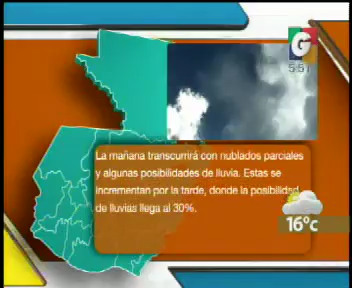 G
5:51
La mañana transcurrirá con nublados parciales
y algunas posibilidades de lluvia. Estas se
incrementan por la tarde, donde la posibilidad
de lluvias llega al 30%.
16°c